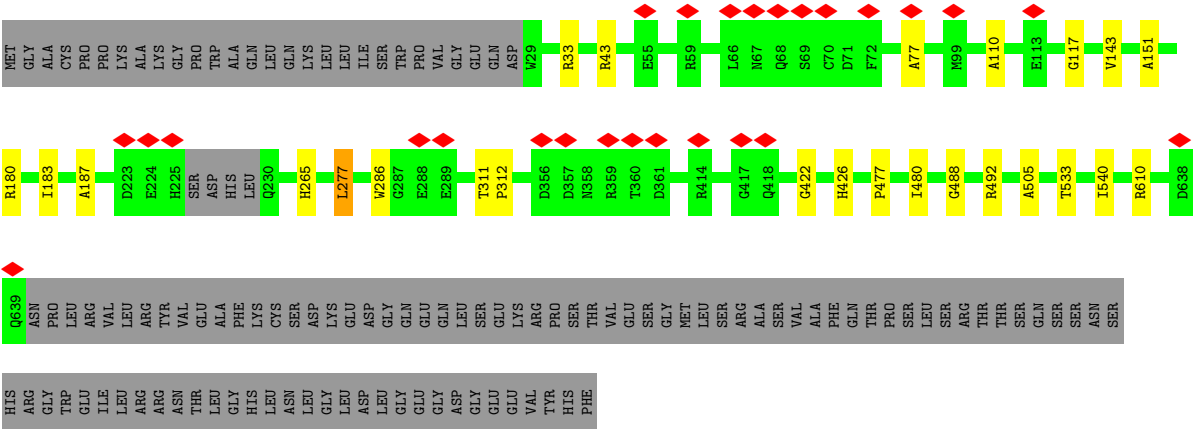 MET GLY ALA CYS PRO PRO LYS ALA LYS GLY PRO TRP ALA GLN LEU GLN LYS LEU LEU ILE SER TRP PRO VAL GLY GLU GLN ASP W29 R33 R43 E55 R59 L66 N67 Q68 S69 C70 D71 F72 A77 M99 A110 E113 G117 V143 A151
R180 I183 A187 D223 E224 H225 SER ASP HIS LEU Q230 H265 L277 W286 G287 E288 E289 T311 P312 D356 D357 N358 R359 T360 D361 R414 G417 Q418 G422 H426 P477 I480 G488 R492 A505 T533 I540 R610 D638
Q639 ASN PRO LEU ARG VAL LEU ARG TYR VAL GLU ALA PHE LYS CYS SER ASP LYS GLU ASP GLY GLN GLU GLN LEU SER GLU LYS ARG PRO SER THR VAL GLU SER GLY MET LEU SER ARG ALA SER VAL ALA PHE GLN THR PRO SER LEU SER ARG THR THR SER GLN SER SER ASN SER
HIS ARG GLY TRP GLU ILE LEU ARG ARG ASN THR LEU GLY HIS LEU ASN LEU GLY LEU ASP LEU GLY GLU GLY ASP GLY GLU GLU VAL TYR HIS PHE